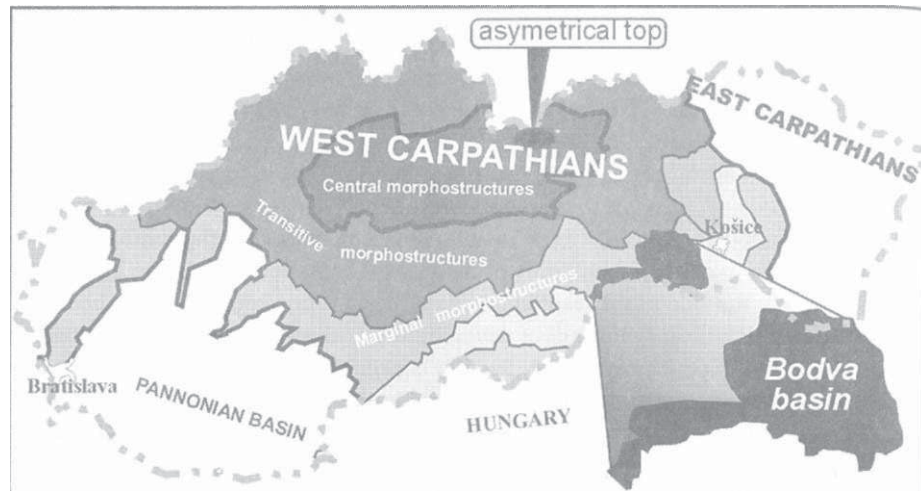 asymetrical top
EAST CARPATHIANS
WEST CARPATHIANS
Central morphostructures
Transitive morphostructures
Košice
Marginal morphostructures
Bratislava
PANNONIAN BASIN
HUNGARY
Bodva
basin